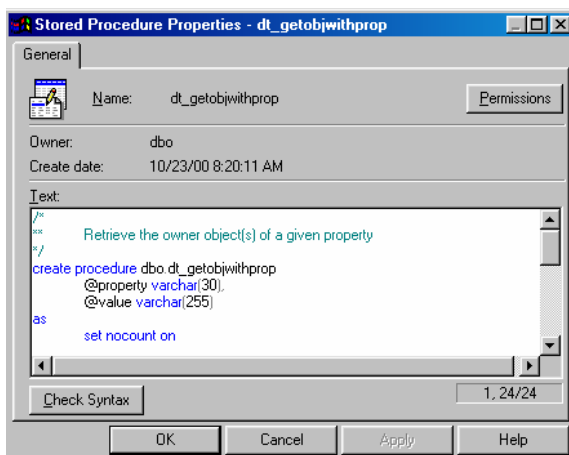 Stored Procedure Properties - dt_getobjwithprop
General
Name: dt_getobjwithprop Permissions
Owner: dbo
Create date: 10/23/00 8:20:11 AM
Text:
/*
** Retrieve the owner object(s) of a given property
*/
create procedure dbo.dt_getobjwithprop
@property varchar(30),
@value varchar(255)
as
set nocount on
Check Syntax 1, 24/24
OK Cancel Apply Help